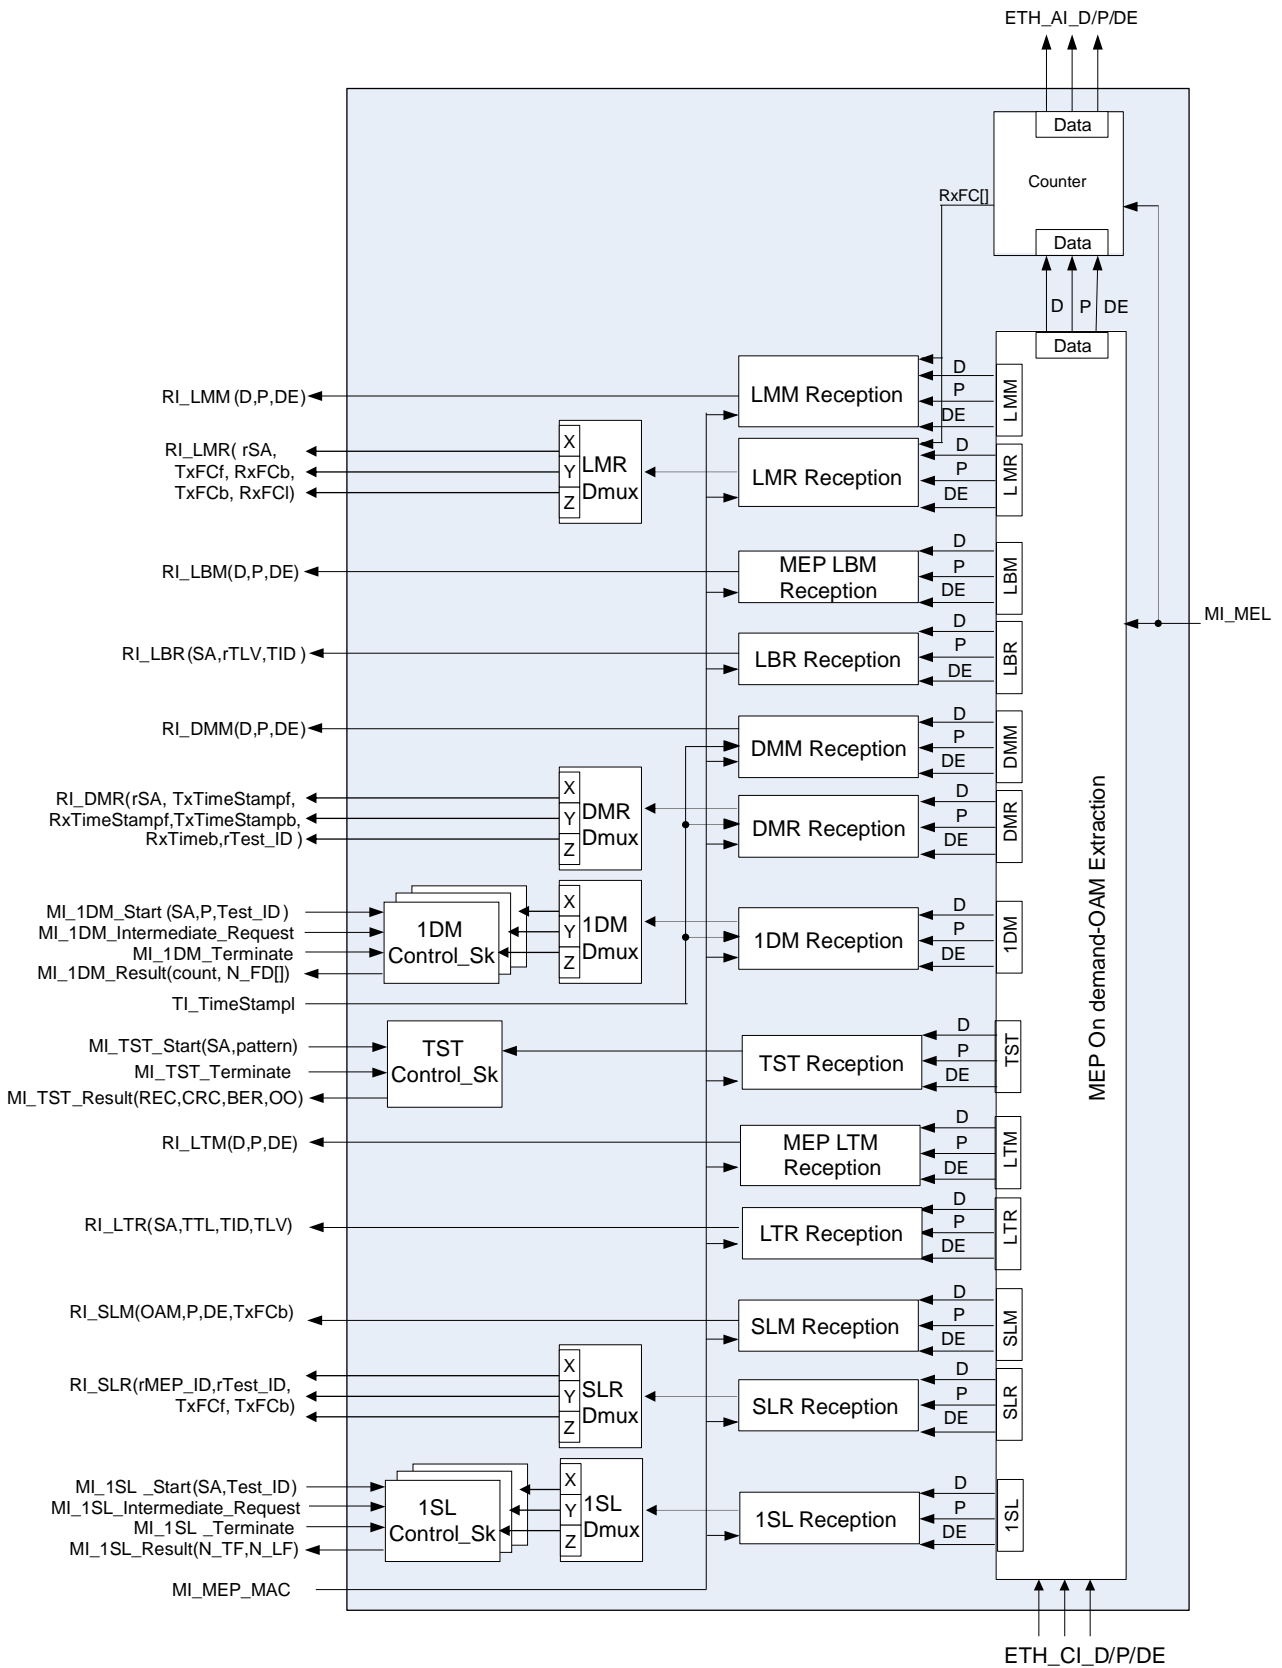 ETH_AI_D/P/DE
Data
Counter
RxFC[]
Data
D P DE
Data
LMM Reception
D
P
DE
LMM
RI_LMM (D,P,DE)
RI_LMR( rSA,
TxFCf, RxFCb,
TxFCb, RxFCl)
X
Y
Z
LMR
Dmux
LMR Reception
D
P
DE
LMR
RI_LBM(D,P,DE)
MEP LBM
Reception
D
P
DE
LBM
MI_MEL
RI_LBR(SA,rTLV,TID )
LBR Reception
D
P
DE
LBR
RI_DMM(D,P,DE)
DMM Reception
D
P
DE
DMM
RI_DMR(rSA, TxTimeStampf,
RxTimeStampf,TxTimeStampb,
RxTimeb,rTest_ID )
X
Y
Z
DMR
Dmux
DMR Reception
D
P
DE
DMR
MEP On demand-OAM Extraction
MI_1DM_Start (SA,P,Test_ID )
MI_1DM_Intermediate_Request
MI_1DM_Terminate
MI_1DM_Result(count, N_FD[])
1DM
Control_Sk
X
Y
Z
1DM
Dmux
1DM Reception
D
P
DE
1DM
TI_TimeStampl
MI_TST_Start(SA,pattern)
MI_TST_Terminate
MI_TST_Result(REC,CRC,BER,OO)
TST
Control_Sk
TST Reception
D
P
DE
TST
RI_LTM(D,P,DE)
MEP LTM
Reception
D
P
DE
LTM
RI_LTR(SA,TTL,TID,TLV)
LTR Reception
D
P
DE
LTR
RI_SLM(OAM,P,DE,TxFCb)
SLM Reception
D
P
DE
SLM
RI_SLR(rMEP_ID,rTest_ID,
TxFCf, TxFCb)
X
Y
Z
SLR
Dmux
SLR Reception
D
P
DE
SLR
MI_1SL _Start(SA,Test_ID)
MI_1SL_Intermediate_Request
MI_1SL _Terminate
MI_1SL_Result(N_TF,N_LF)
1SL
Control_Sk
X
Y
Z
1SL
Dmux
1SL Reception
D
P
DE
1SL
MI_MEP_MAC
ETH_CI_D/P/DE